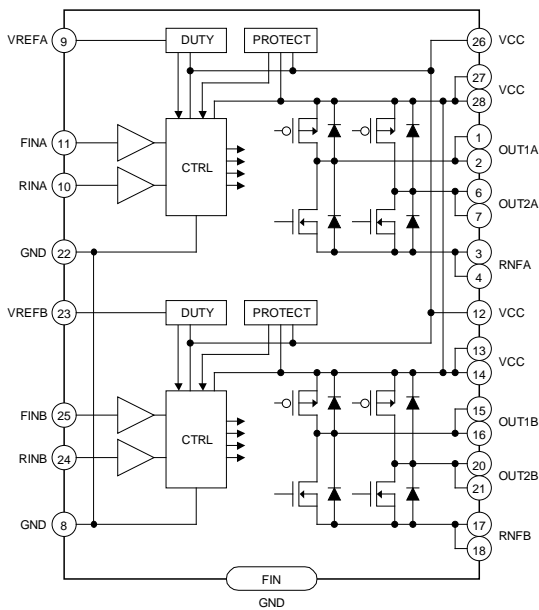 VREFA 9 DUTY PROTECT 26 VCC
27
VCC
28
FINA 11
1
OUT1A
2
RINA 10
CTRL
6
OUT2A
7
GND 22
3
RNFA
4
VREFB 23 DUTY PROTECT 12 VCC
13
VCC
14
FINB 25
15
OUT1B
16
RINB 24
CTRL
20
OUT2B
21
GND 8
17
RNFB
18
FIN
GND